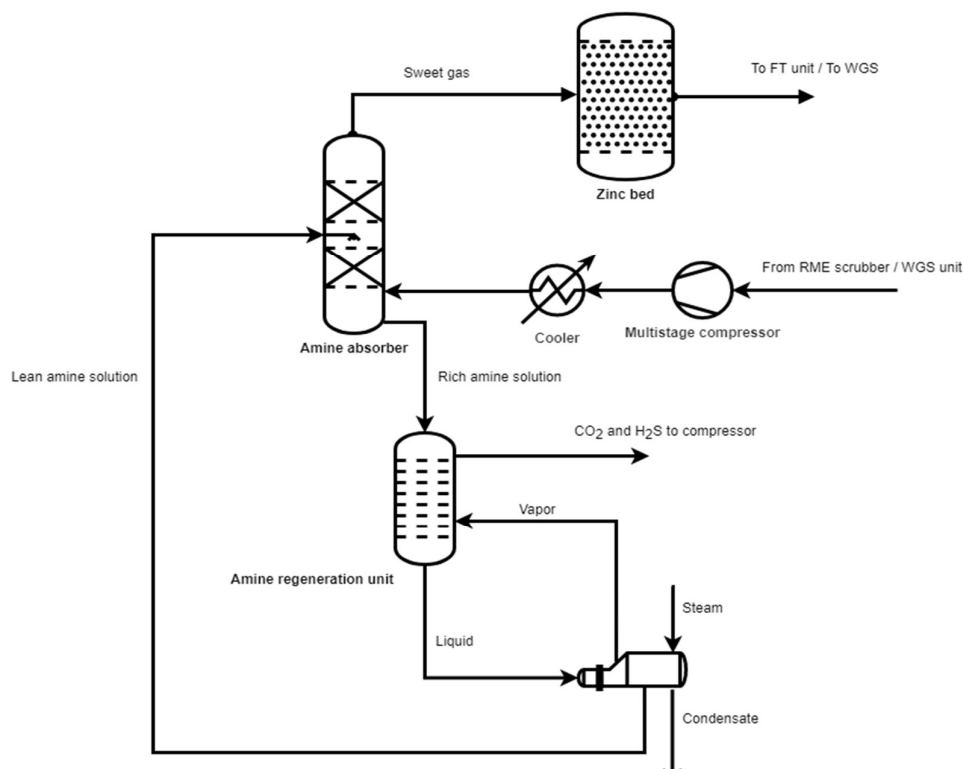 Sweet gas
To FT unit / To WGS
Zinc bed
From RME scrubber / WGS unit
Cooler
Multistage compressor
Amine absorber
Lean amine solution
Rich amine solution
CO₂ and H₂S to compressor
Vapor
Amine regeneration unit
Steam
Liquid
Condensate